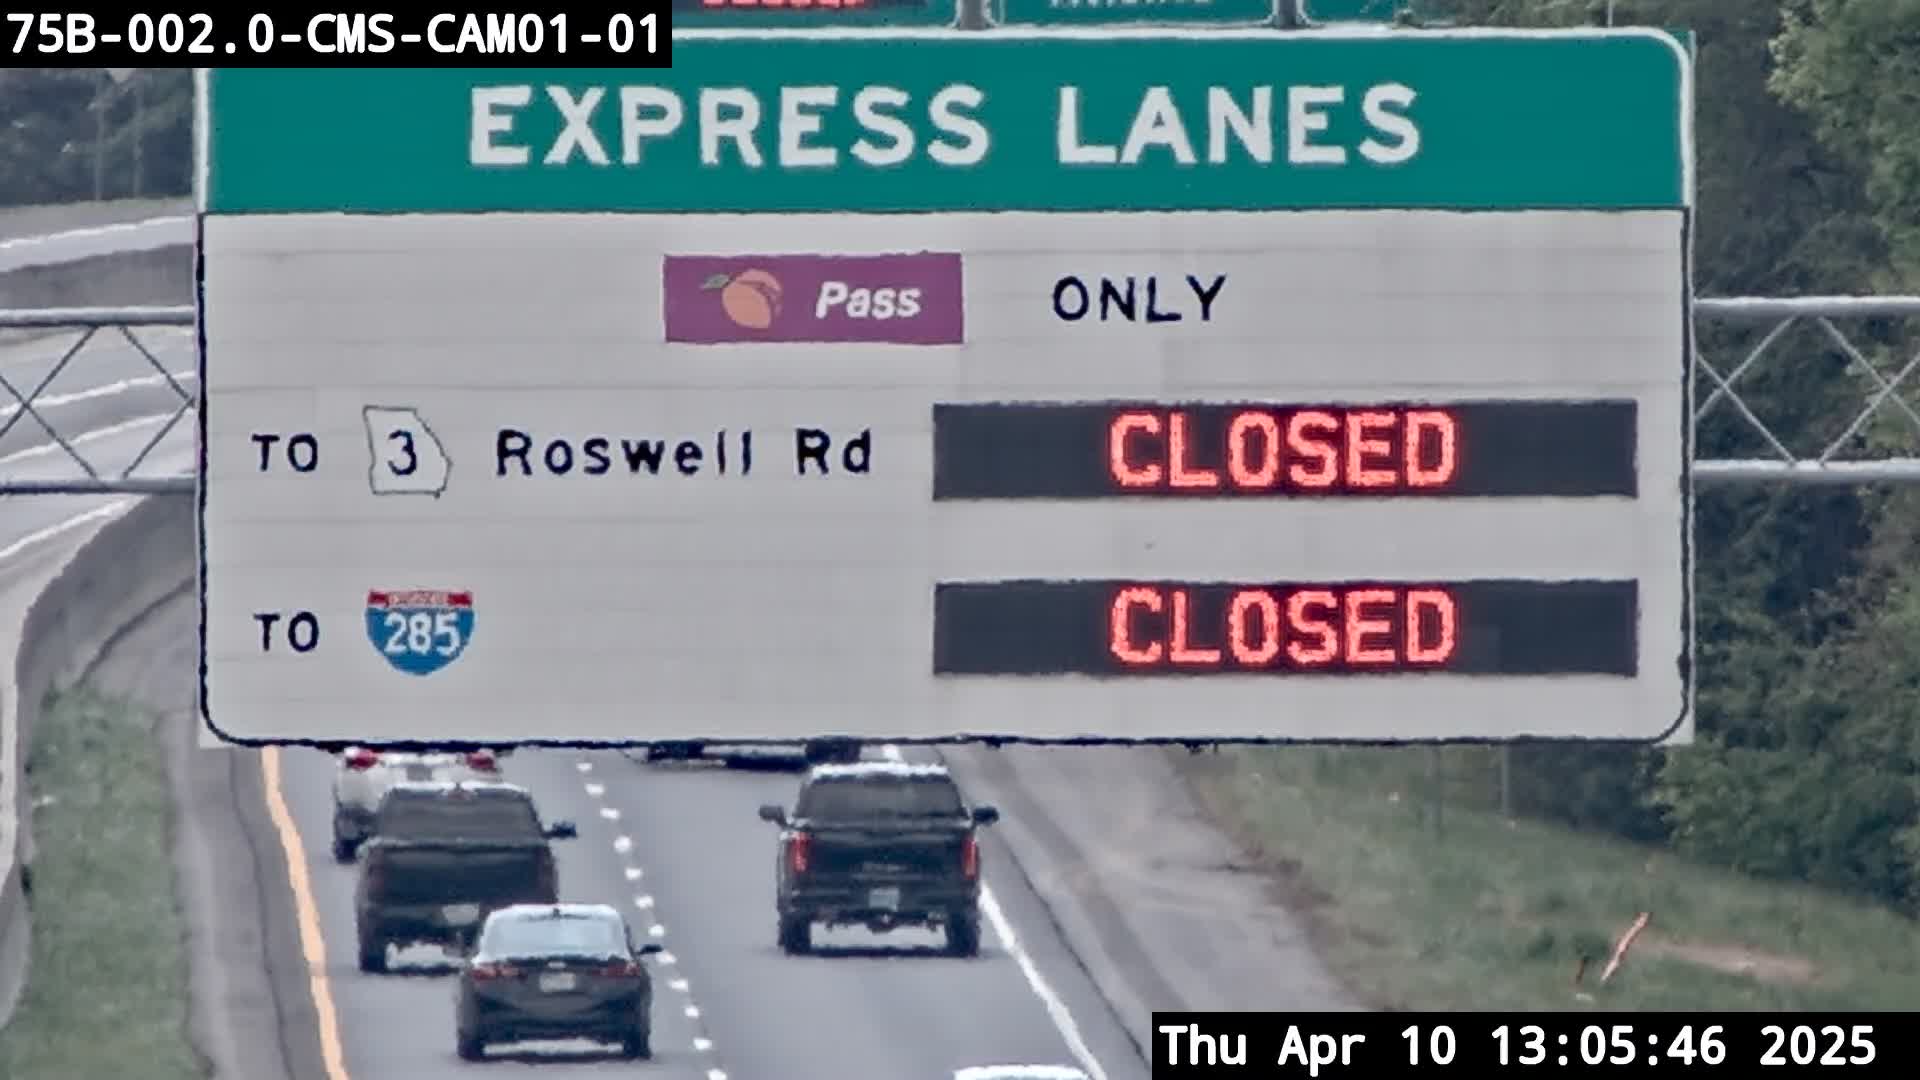 75B-002.0-CMS-CAM01-01
EXPRESS LANES
Pass ONLY
TO 3 Roswell Rd CLOSED
TO 285 CLOSED
Thu Apr 10 13:05:46 2025